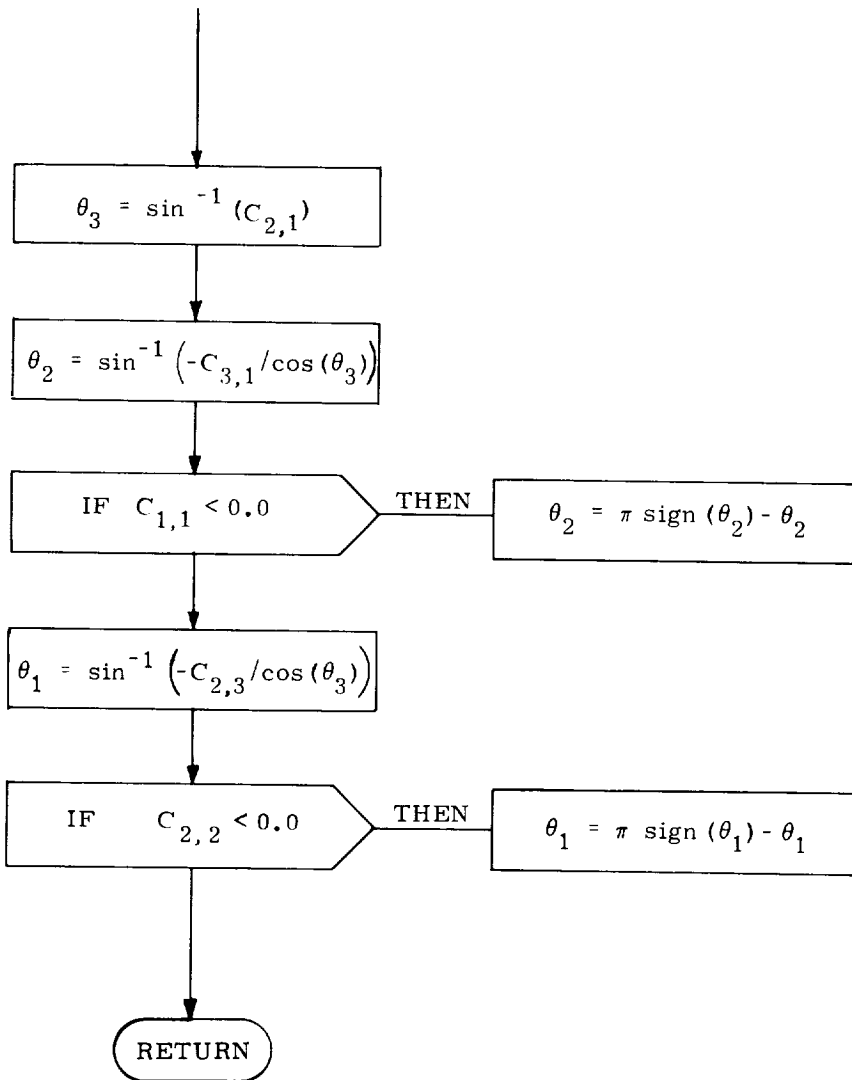 θ₃ = sin⁻¹ (C₂,₁)
θ₂ = sin⁻¹ (-C₃,₁/cos(θ₃))
IF C₁,₁ < 0.0
THEN
θ₂ = π sign (θ₂) - θ₂
θ₁ = sin⁻¹ (-C₂,₃/cos(θ₃))
IF C₂,₂ < 0.0
THEN
θ₁ = π sign (θ₁) - θ₁
RETURN